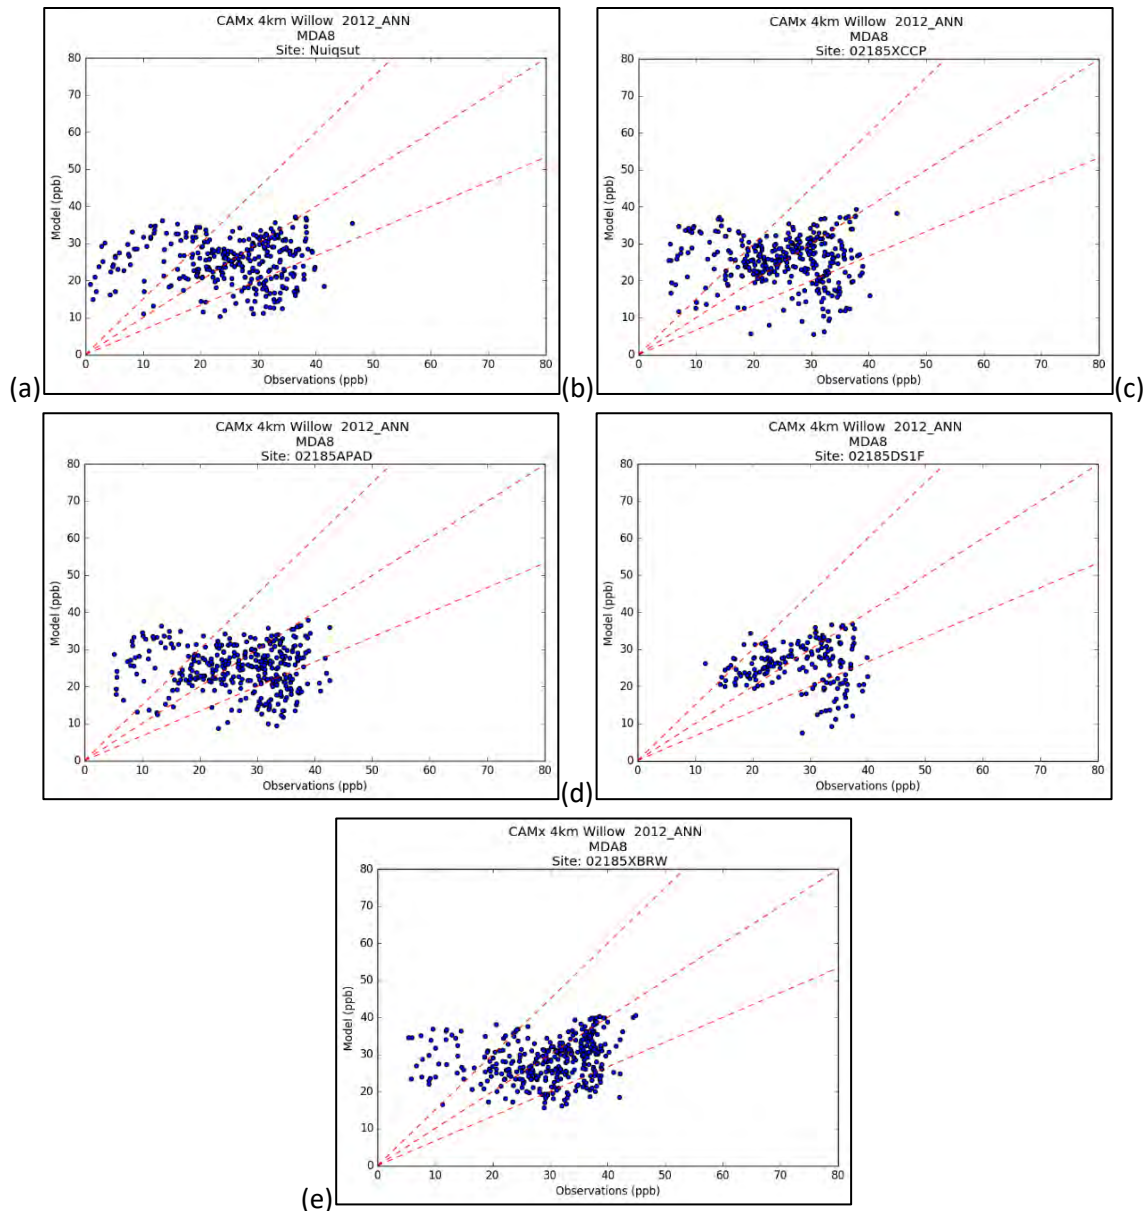 CAMx 4km Willow 2012_ANN
MDA8
Site: Nuiqsut
80
70
60
50
40
30
20
10
0
Model (ppb)
0 10 20 30 40 50 60 70 80
Observations (ppb)
(a)
CAMx 4km Willow 2012_ANN
MDA8
Site: 02185XCCP
80
70
60
50
40
30
20
10
0
Model (ppb)
0 10 20 30 40 50 60 70 80
Observations (ppb)
(b)
(c)
CAMx 4km Willow 2012_ANN
MDA8
Site: 02185APAD
80
70
60
50
40
30
20
10
0
Model (ppb)
0 10 20 30 40 50 60 70 80
Observations (ppb)
(d)
CAMx 4km Willow 2012_ANN
MDA8
Site: 02185DS1F
80
70
60
50
40
30
20
10
0
Model (ppb)
0 10 20 30 40 50 60 70 80
Observations (ppb)
CAMx 4km Willow 2012_ANN
MDA8
Site: 02185XBRW
80
70
60
50
40
30
20
10
0
Model (ppb)
0 10 20 30 40 50 60 70 80
Observations (ppb)
(e)